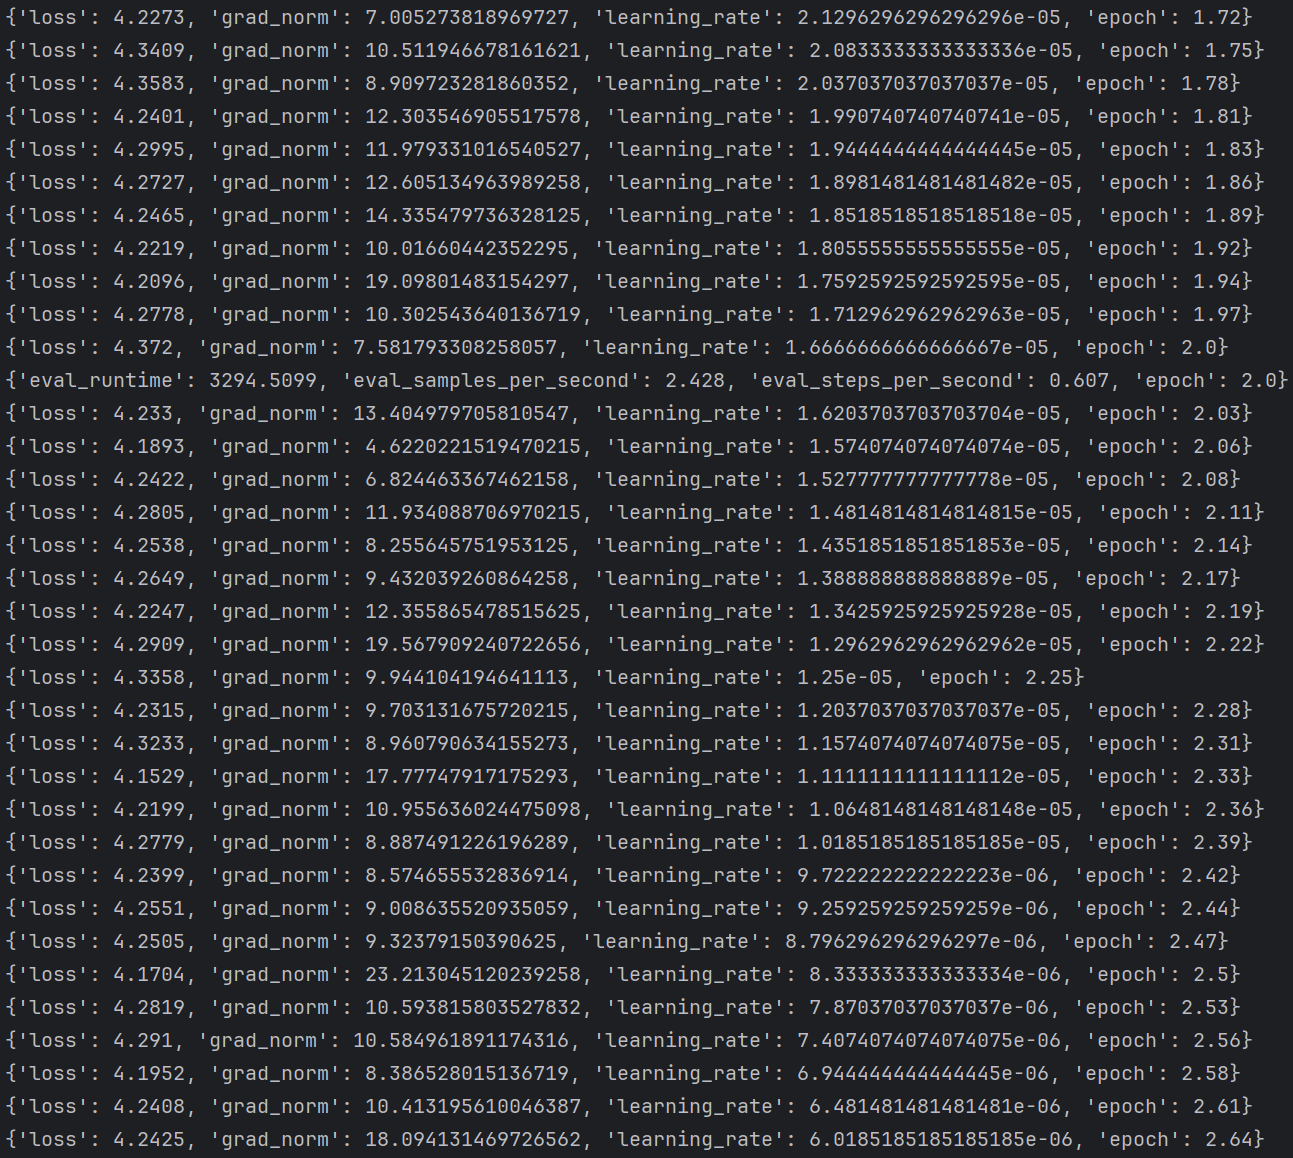 {'loss': 4.2273, 'grad_norm': 7.005273818969727, 'learning_rate': 2.1296296296296296e-05, 'epoch': 1.72}
{'loss': 4.3409, 'grad_norm': 10.511946678161621, 'learning_rate': 2.0833333333333336e-05, 'epoch': 1.75}
{'loss': 4.3583, 'grad_norm': 8.909723281860352, 'learning_rate': 2.037037037037037e-05, 'epoch': 1.78}
{'loss': 4.2401, 'grad_norm': 12.303546905517578, 'learning_rate': 1.990740740740741e-05, 'epoch': 1.81}
{'loss': 4.2995, 'grad_norm': 11.979331016540527, 'learning_rate': 1.9444444444444445e-05, 'epoch': 1.83}
{'loss': 4.2727, 'grad_norm': 12.605134963989258, 'learning_rate': 1.8981481481481482e-05, 'epoch': 1.86}
{'loss': 4.2465, 'grad_norm': 14.335479736328125, 'learning_rate': 1.8518518518518518e-05, 'epoch': 1.89}
{'loss': 4.2219, 'grad_norm': 10.01660442352295, 'learning_rate': 1.8055555555555555e-05, 'epoch': 1.92}
{'loss': 4.2096, 'grad_norm': 19.09801483154297, 'learning_rate': 1.7592592592592595e-05, 'epoch': 1.94}
{'loss': 4.2778, 'grad_norm': 10.302543640136719, 'learning_rate': 1.712962962962963e-05, 'epoch': 1.97}
{'loss': 4.372, 'grad_norm': 7.581793308258057, 'learning_rate': 1.6666666666666667e-05, 'epoch': 2.0}
{'eval_runtime': 3294.5099, 'eval_samples_per_second': 2.428, 'eval_steps_per_second': 0.607, 'epoch': 2.0}
{'loss': 4.233, 'grad_norm': 13.404979705810547, 'learning_rate': 1.6203703703703704e-05, 'epoch': 2.03}
{'loss': 4.1893, 'grad_norm': 4.6220221519470215, 'learning_rate': 1.574074074074074e-05, 'epoch': 2.06}
{'loss': 4.2422, 'grad_norm': 6.824463367462158, 'learning_rate': 1.527777777777778e-05, 'epoch': 2.08}
{'loss': 4.2805, 'grad_norm': 11.934088706970215, 'learning_rate': 1.4814814814814815e-05, 'epoch': 2.11}
{'loss': 4.2538, 'grad_norm': 8.255645751953125, 'learning_rate': 1.4351851851851853e-05, 'epoch': 2.14}
{'loss': 4.2649, 'grad_norm': 9.432039260864258, 'learning_rate': 1.388888888888889e-05, 'epoch': 2.17}
{'loss': 4.2247, 'grad_norm': 12.355865478515625, 'learning_rate': 1.3425925925925928e-05, 'epoch': 2.19}
{'loss': 4.2909, 'grad_norm': 19.567909240722656, 'learning_rate': 1.2962962962962962e-05, 'epoch': 2.22}
{'loss': 4.3358, 'grad_norm': 9.944104194641113, 'learning_rate': 1.25e-05, 'epoch': 2.25}
{'loss': 4.2315, 'grad_norm': 9.703131675720215, 'learning_rate': 1.2037037037037037e-05, 'epoch': 2.28}
{'loss': 4.3233, 'grad_norm': 8.960790634155273, 'learning_rate': 1.1574074074074075e-05, 'epoch': 2.31}
{'loss': 4.1529, 'grad_norm': 17.77747917175293, 'learning_rate': 1.1111111111111112e-05, 'epoch': 2.33}
{'loss': 4.2199, 'grad_norm': 10.955636024475098, 'learning_rate': 1.0648148148148148e-05, 'epoch': 2.36}
{'loss': 4.2779, 'grad_norm': 8.887491226196289, 'learning_rate': 1.0185185185185185e-05, 'epoch': 2.39}
{'loss': 4.2399, 'grad_norm': 8.574655532836914, 'learning_rate': 9.722222222222223e-06, 'epoch': 2.42}
{'loss': 4.2551, 'grad_norm': 9.008635520935059, 'learning_rate': 9.259259259259259e-06, 'epoch': 2.44}
{'loss': 4.2505, 'grad_norm': 9.32379150390625, 'learning_rate': 8.796296296296297e-06, 'epoch': 2.47}
{'loss': 4.1704, 'grad_norm': 23.213045120239258, 'learning_rate': 8.333333333333334e-06, 'epoch': 2.5}
{'loss': 4.2819, 'grad_norm': 10.593815803527832, 'learning_rate': 7.87037037037037e-06, 'epoch': 2.53}
{'loss': 4.291, 'grad_norm': 10.584961891174316, 'learning_rate': 7.4074074074074075e-06, 'epoch': 2.56}
{'loss': 4.1952, 'grad_norm': 8.386528015136719, 'learning_rate': 6.944444444444445e-06, 'epoch': 2.58}
{'loss': 4.2408, 'grad_norm': 10.413195610046387, 'learning_rate': 6.481481481481481e-06, 'epoch': 2.61}
{'loss': 4.2425, 'grad_norm': 18.094131469726562, 'learning_rate': 6.0185185185185185e-06, 'epoch': 2.64}